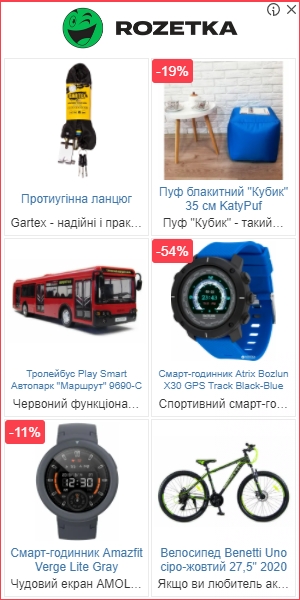 ROZETKA
Протиугінна ланцюг
Gartex - надійні і прак...
-19%
Пуф блакитний "Кубик"
35 см KatyPuf
Пуф "Кубик" - такий...
Тролейбус Play Smart
Автопарк "Маршрут" 9690-C
Червоний функціона...
-54%
Смарт-годинник Atrix Bozlun
X30 GPS Track Black-Blue
Спортивний смарт-го...
-11%
Смарт-годинник Amazfit
Verge Lite Gray
Чудовий екран AMOL...
Велосипед Benetti Uno
сіро-жовтий 27,5" 2020
Якщо ви любитель ак...